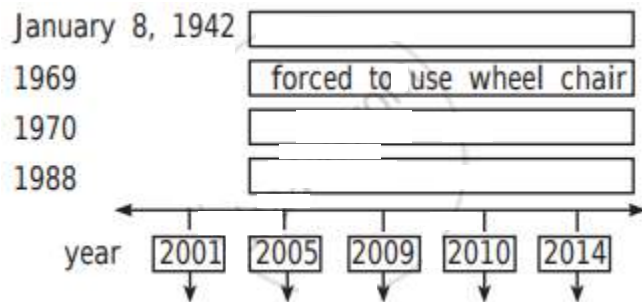 January 8, 1942
1969 forced to use wheel chair
1970
1988
year 2001 2005 2009 2010 2014